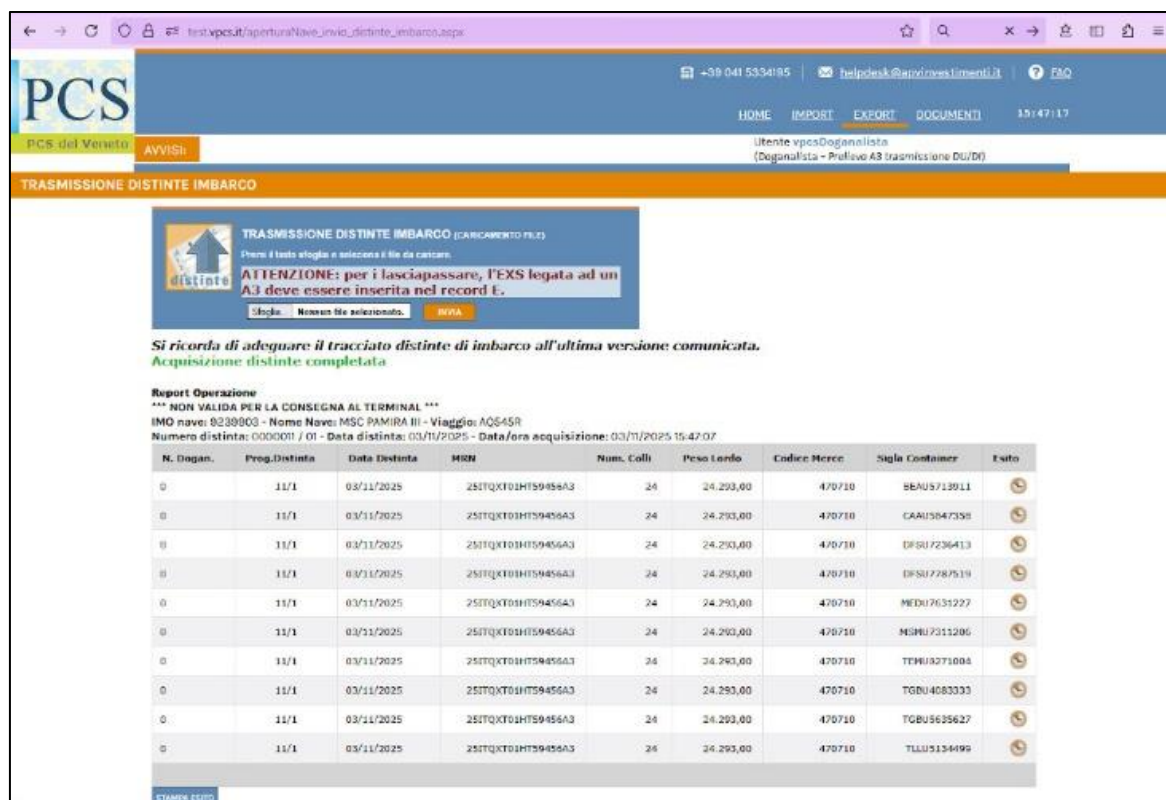 test.vpcs.it/aperturaNave_invio_distinte_imbarco.aspx
PCS
PCS del Veneto
+39 041 5334195 | helpdesk@apvinvestimenti.it | ? FAQ
HOME IMPORT EXPORT DOCUMENTI 15:47:17
AVVISI:
Utente vpcsDoganalista
(Doganalista - Prelievo A3 trasmissione DU/DI)
TRASMISSIONE DISTINTE IMBARCO
TRASMISSIONE DISTINTE IMBARCO (CARICAMENTO FILE)
Premi il tasto sfoglia e seleziona il file da caricare.
ATTENZIONE: per i lasciapassare, l'EXS legata ad un
A3 deve essere inserita nel record E.
distinte
Sfoglia... Nessun file selezionato. INVIA
Si ricorda di adeguare il tracciato distinte di imbarco all'ultima versione comunicata.
Acquisizione distinte completata
Report Operazione
*** NON VALIDA PER LA CONSEGNA AL TERMINAL ***
IMO nave: 9239903 - Nome Nave: MSC PAMIRA III - Viaggio: AQ545R
Numero distinta: 0000011 / 01 - Data distinta: 03/11/2025 - Data/ora acquisizione: 03/11/2025 15:47:07
N. Dogan. Prog.Distinta Data Distinta MRN Num. Colli Peso Lordo Codice Merce Sigla Container Esito
0 11/1 03/11/2025 25ITQXT01HT59456A3 24 24.293,00 470710 BEAU5713911
0 11/1 03/11/2025 25ITQXT01HT59456A3 24 24.293,00 470710 CAAU5847358
0 11/1 03/11/2025 25ITQXT01HT59456A3 24 24.293,00 470710 DFSU7236413
0 11/1 03/11/2025 25ITQXT01HT59456A3 24 24.293,00 470710 DFSU7787519
0 11/1 03/11/2025 25ITQXT01HT59456A3 24 24.293,00 470710 MEDU7631227
0 11/1 03/11/2025 25ITQXT01HT59456A3 24 24.293,00 470710 MSMU7311206
0 11/1 03/11/2025 25ITQXT01HT59456A3 24 24.293,00 470710
0 11/1 03/11/2025 25ITQXT01HT59456A3 24 24.293,00 470710 TGBU4083333
0 11/1 03/11/2025 25ITQXT01HT59456A3 24 24.293,00 470710 TGBU5635627
0 11/1 03/11/2025 25ITQXT01HT59456A3 24 24.293,00 470710 TLLU5134499
STAMPA ESITO